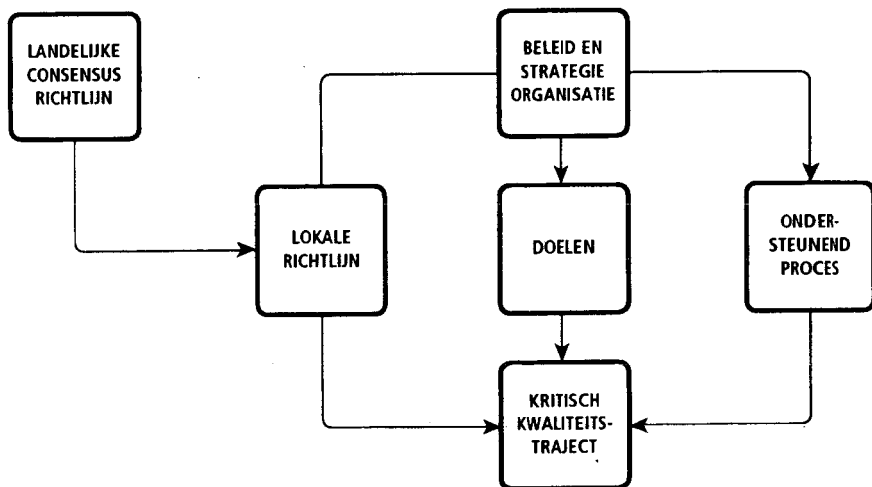 LANDELIJKE
CONSENSUS
RICHTLIJN
BELEID EN
STRATEGIE
ORGANISATIE
LOKALE
RICHTLIJN
DOELEN
ONDER-
STEUNEND
PROCES
KRITISCH
KWALITEITS-
TRAJECT